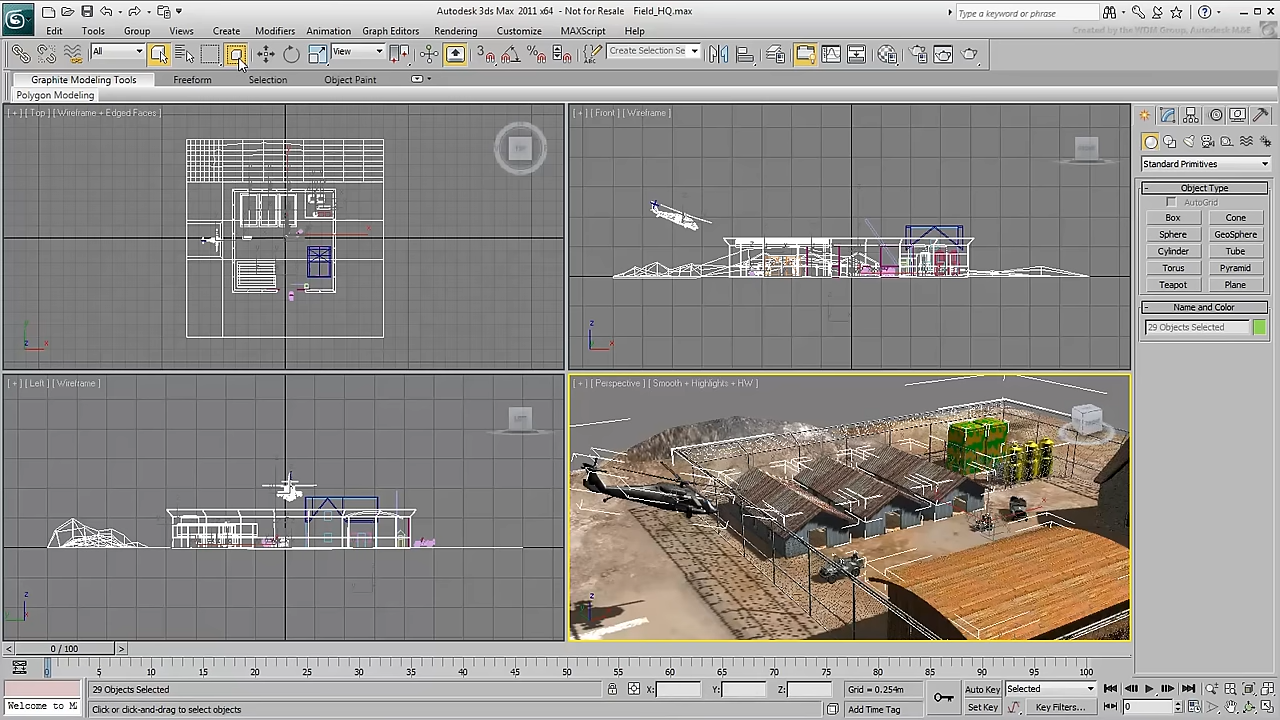 Autodesk 3ds Max 2011 x64 - Not for Resale Field_HQ.max
Type a keyword or phrase
Edit Tools Group Views Create Modifiers Animation Graph Editors Rendering Customize MAXScript Help
Created by the WDM Group, Autodesk M&E
All View Create Selection Se
Graphite Modeling Tools Freeform Selection Object Paint
Polygon Modeling
[ + ] [ Top ] [ Wireframe + Edged Faces ]
[ + ] [ Front ] [ Wireframe ]
Standard Primitives
Object Type
AutoGrid
Box Cone
Sphere GeoSphere
Cylinder Tube
Torus Pyramid
Teapot Plane
Name and Color
29 Objects Selected
[ + ] [ Left ] [ Wireframe ]
[ + ] [ Perspective ] [ Smooth + Highlights + HW ]
0 / 100
0 5 10 15 20 25 30 35 40 45 50 55 60 65 70 75 80 85 90 95 100
29 Objects Selected X: Y: Z: Grid = 0.254m Auto Key Selected
Welcome to M Click or click-and-drag to select objects Add Time Tag Set Key Key Filters... 0